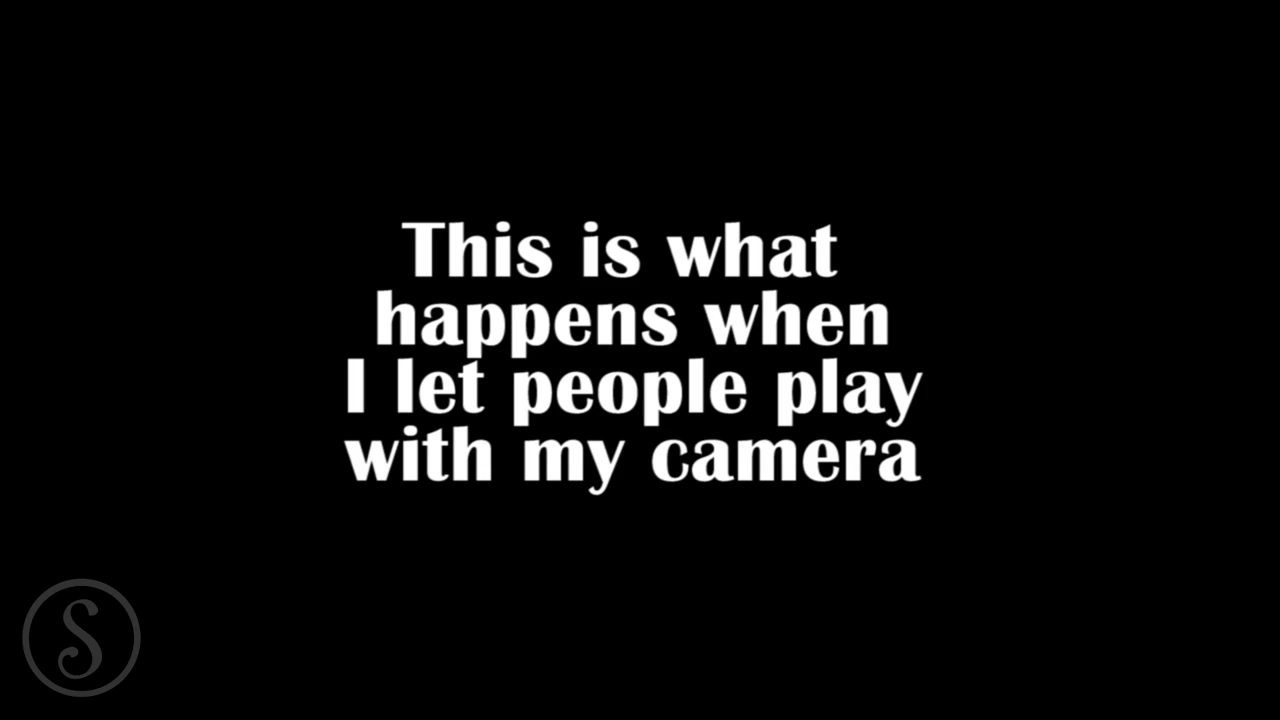 This is what
happens when
I let people play
with my camera
S